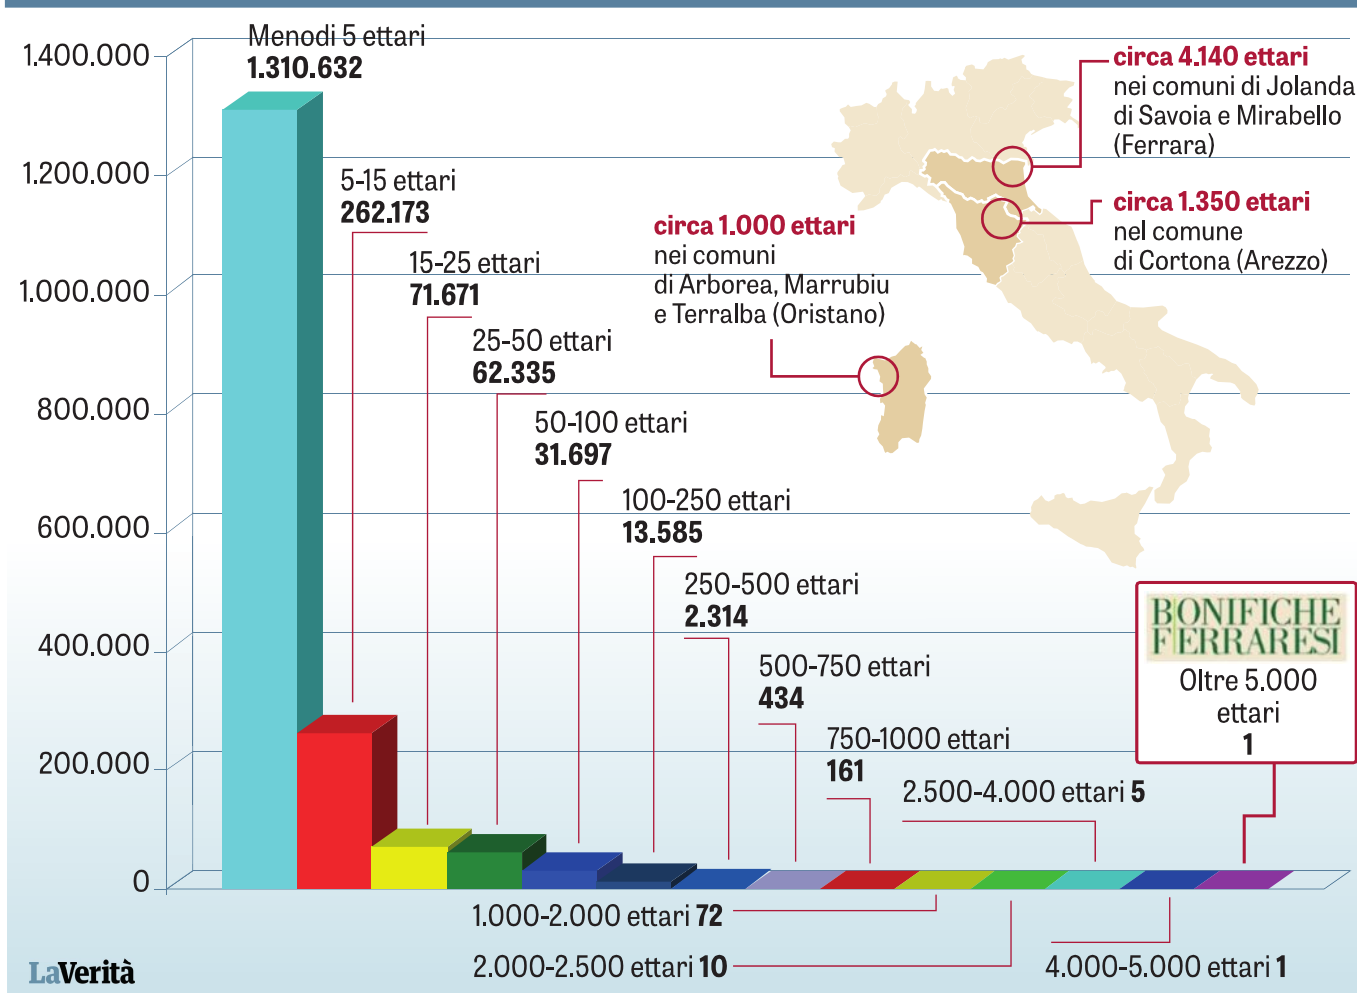 1.400.000
1.200.000
1.000.000
800.000
600.000
400.000
200.000
0
Menodi 5 ettari
1.310.632
5-15 ettari
262.173
15-25 ettari
71.671
25-50 ettari
62.335
50-100 ettari
31.697
100-250 ettari
13.585
250-500 ettari
2.314
500-750 ettari
434
750-1000 ettari
161
2.500-4.000 ettari 5
1.000-2.000 ettari 72
2.000-2.500 ettari 10
4.000-5.000 ettari 1
BONIFICHE
FERRARESI
Oltre 5.000
ettari
1
circa 4.140 ettari
nei comuni di Jolanda
di Savoia e Mirabello
(Ferrara)
circa 1.350 ettari
nel comune
di Cortona (Arezzo)
circa 1.000 ettari
nei comuni
di Arborea, Marrubiu
e Terralba (Oristano)
LaVerità